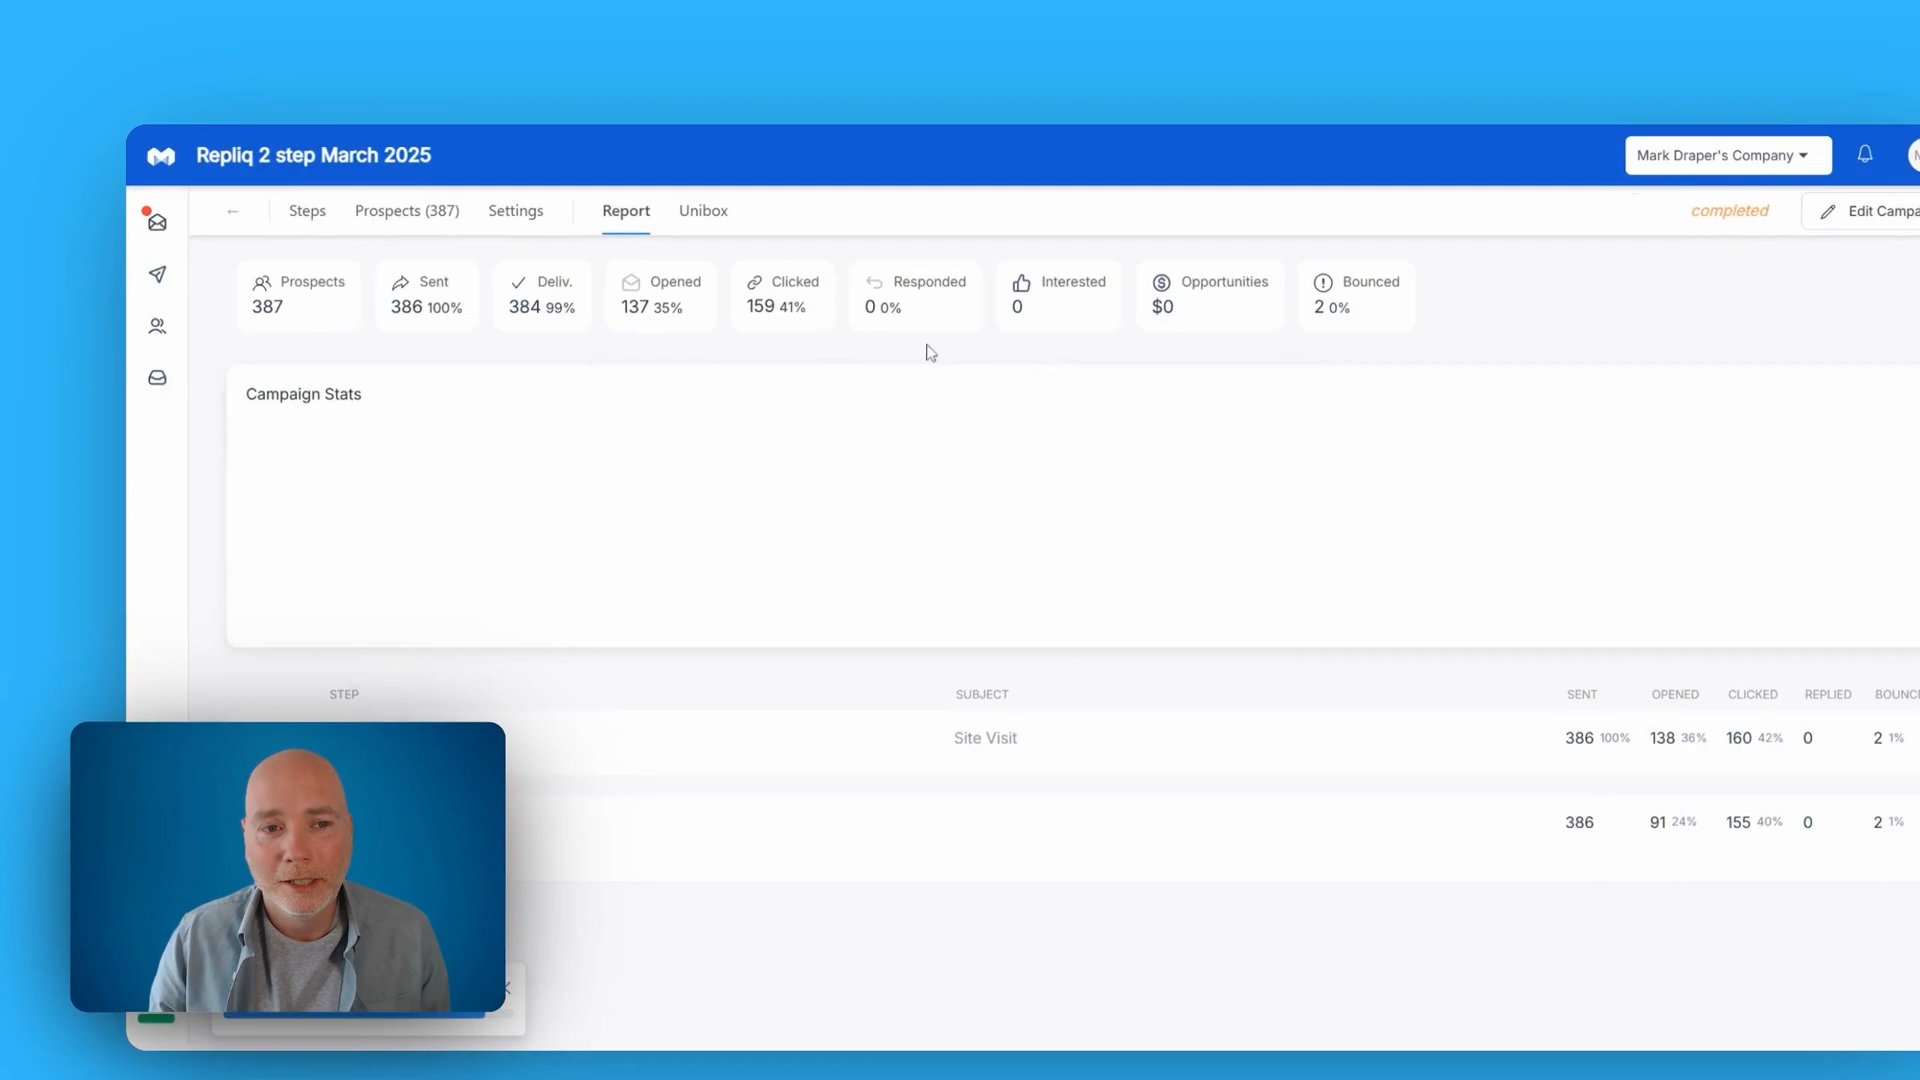 Repliq 2 step March 2025
Mark Draper's Company
Steps
Prospects (387)
Settings
Report
Unibox
completed
Edit Campa
Prospects
387
Sent
386 100%
Deliv.
384 99%
Opened
137 35%
Clicked
159 41%
Responded
0 0%
Interested
0
Opportunities
$0
Bounced
2 0%
Campaign Stats
STEP SUBJECT SENT OPENED CLICKED REPLIED BOUNCE
Site Visit 386 100% 138 36% 160 42% 0 2 1%
386 91 24% 155 40% 0 2 1%